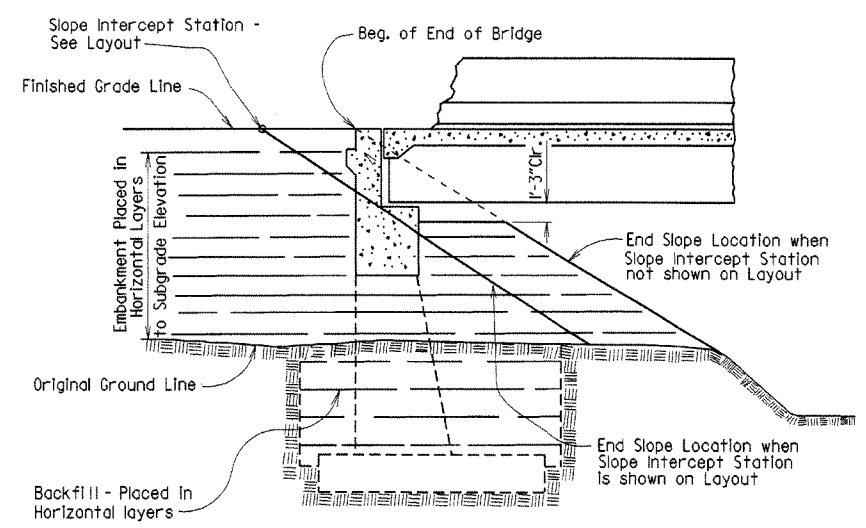 Slope Intercept Station -
See Layout
Beg. of End of Bridge
Finished Grade Line
Embankment Placed in
Horizontal Layers
to Subgrade Elevation
1'-3"Clr
End Slope Location when
Slope Intercept Station
not shown on Layout
Original Ground Line
End Slope Location when
Slope Intercept Station
is shown on Layout
Backfill - Placed in
Horizontal layers